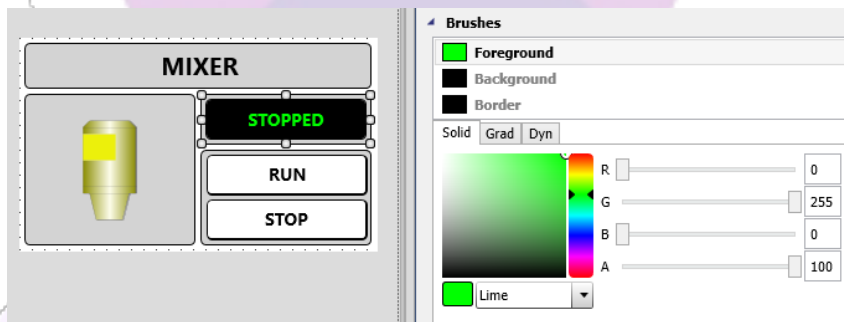 MIXER
STOPPED
RUN
STOP
Brushes
Foreground
Background
Border
Solid Grad Dyn
R 0
G 255
B 0
A 100
Lime